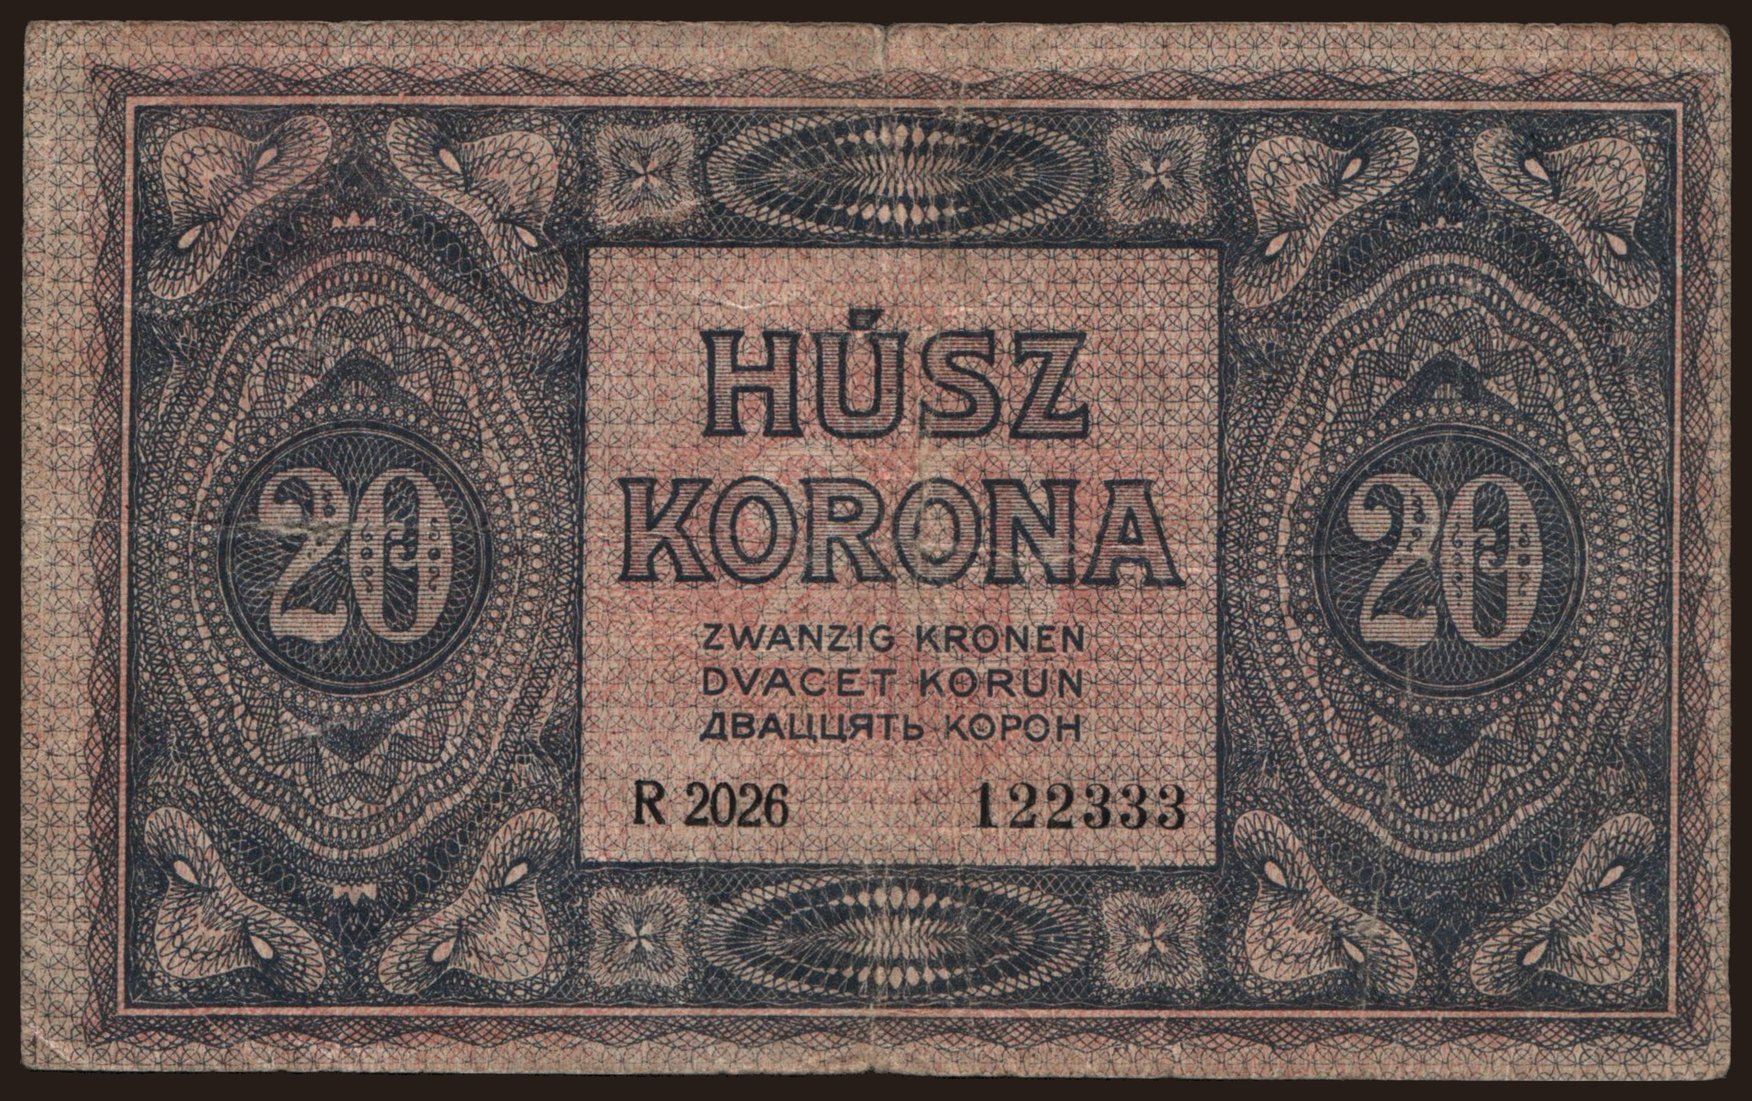 HÚSZ
KORONA
20
20
ZWANZIG KRONEN
DVACET KORUN
ДВАЦЦЯТЬ КОРОН
R 2026 122333